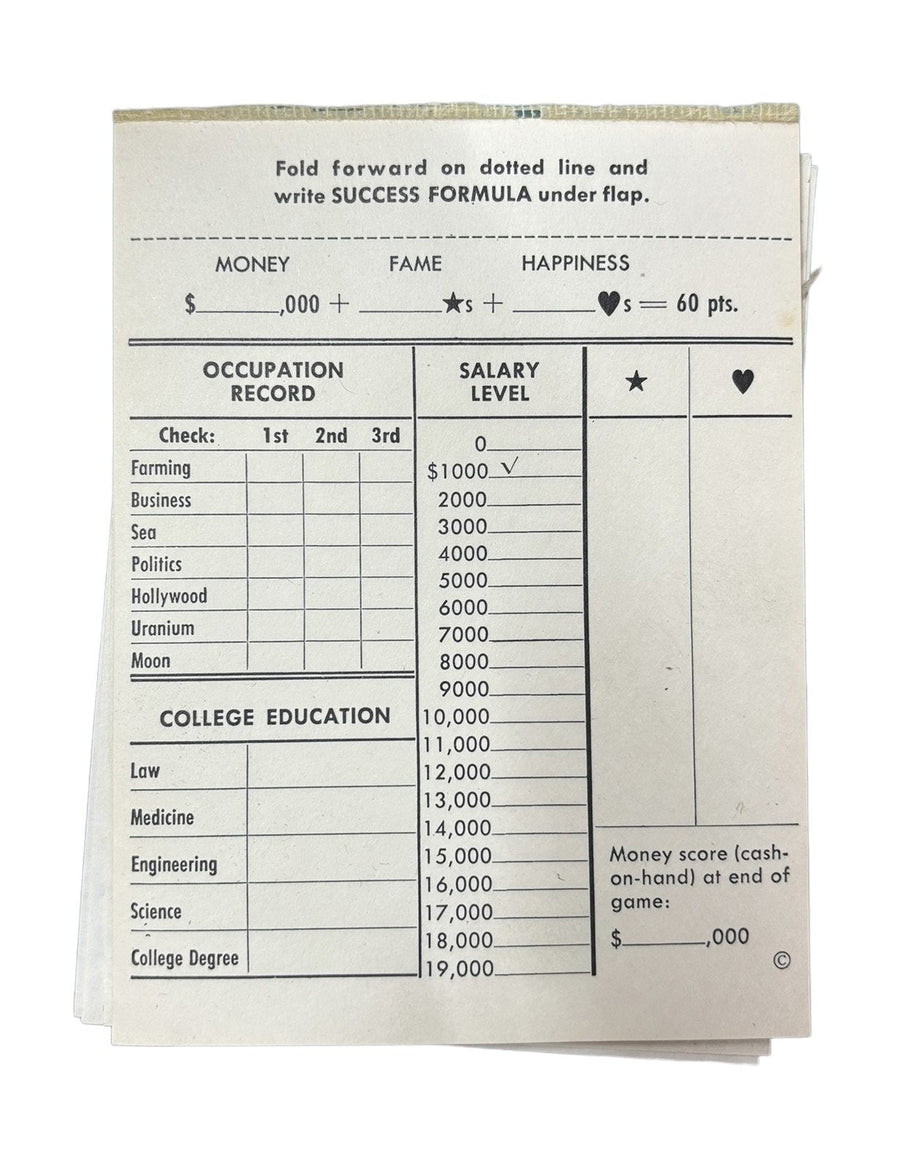 Fold forward on dotted line and
write SUCCESS FORMULA under flap.
MONEY FAME HAPPINESS
$________,000 + ________★s + ________♥s = 60 pts.
OCCUPATION
RECORD
Check: 1st 2nd 3rd
Farming
Business
Sea
Politics
Hollywood
Uranium
Moon
COLLEGE EDUCATION
Law
Medicine
Engineering
Science
College Degree
SALARY
LEVEL
0
$1000 ✓
2000
3000
4000
5000
6000
7000
8000
9000
10,000
11,000
12,000
13,000
14,000
15,000
16,000
17,000
18,000
19,000
★ ♥
Money score (cash-
on-hand) at end of
game:
$________,000
©